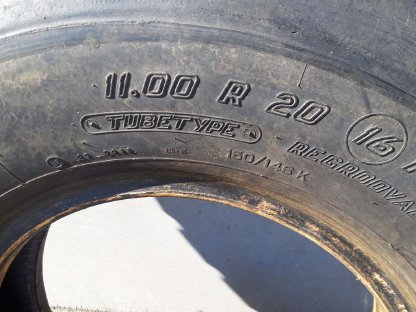 11.00 R 20 16
TUBETYPE
150/146 K
REGROOVA